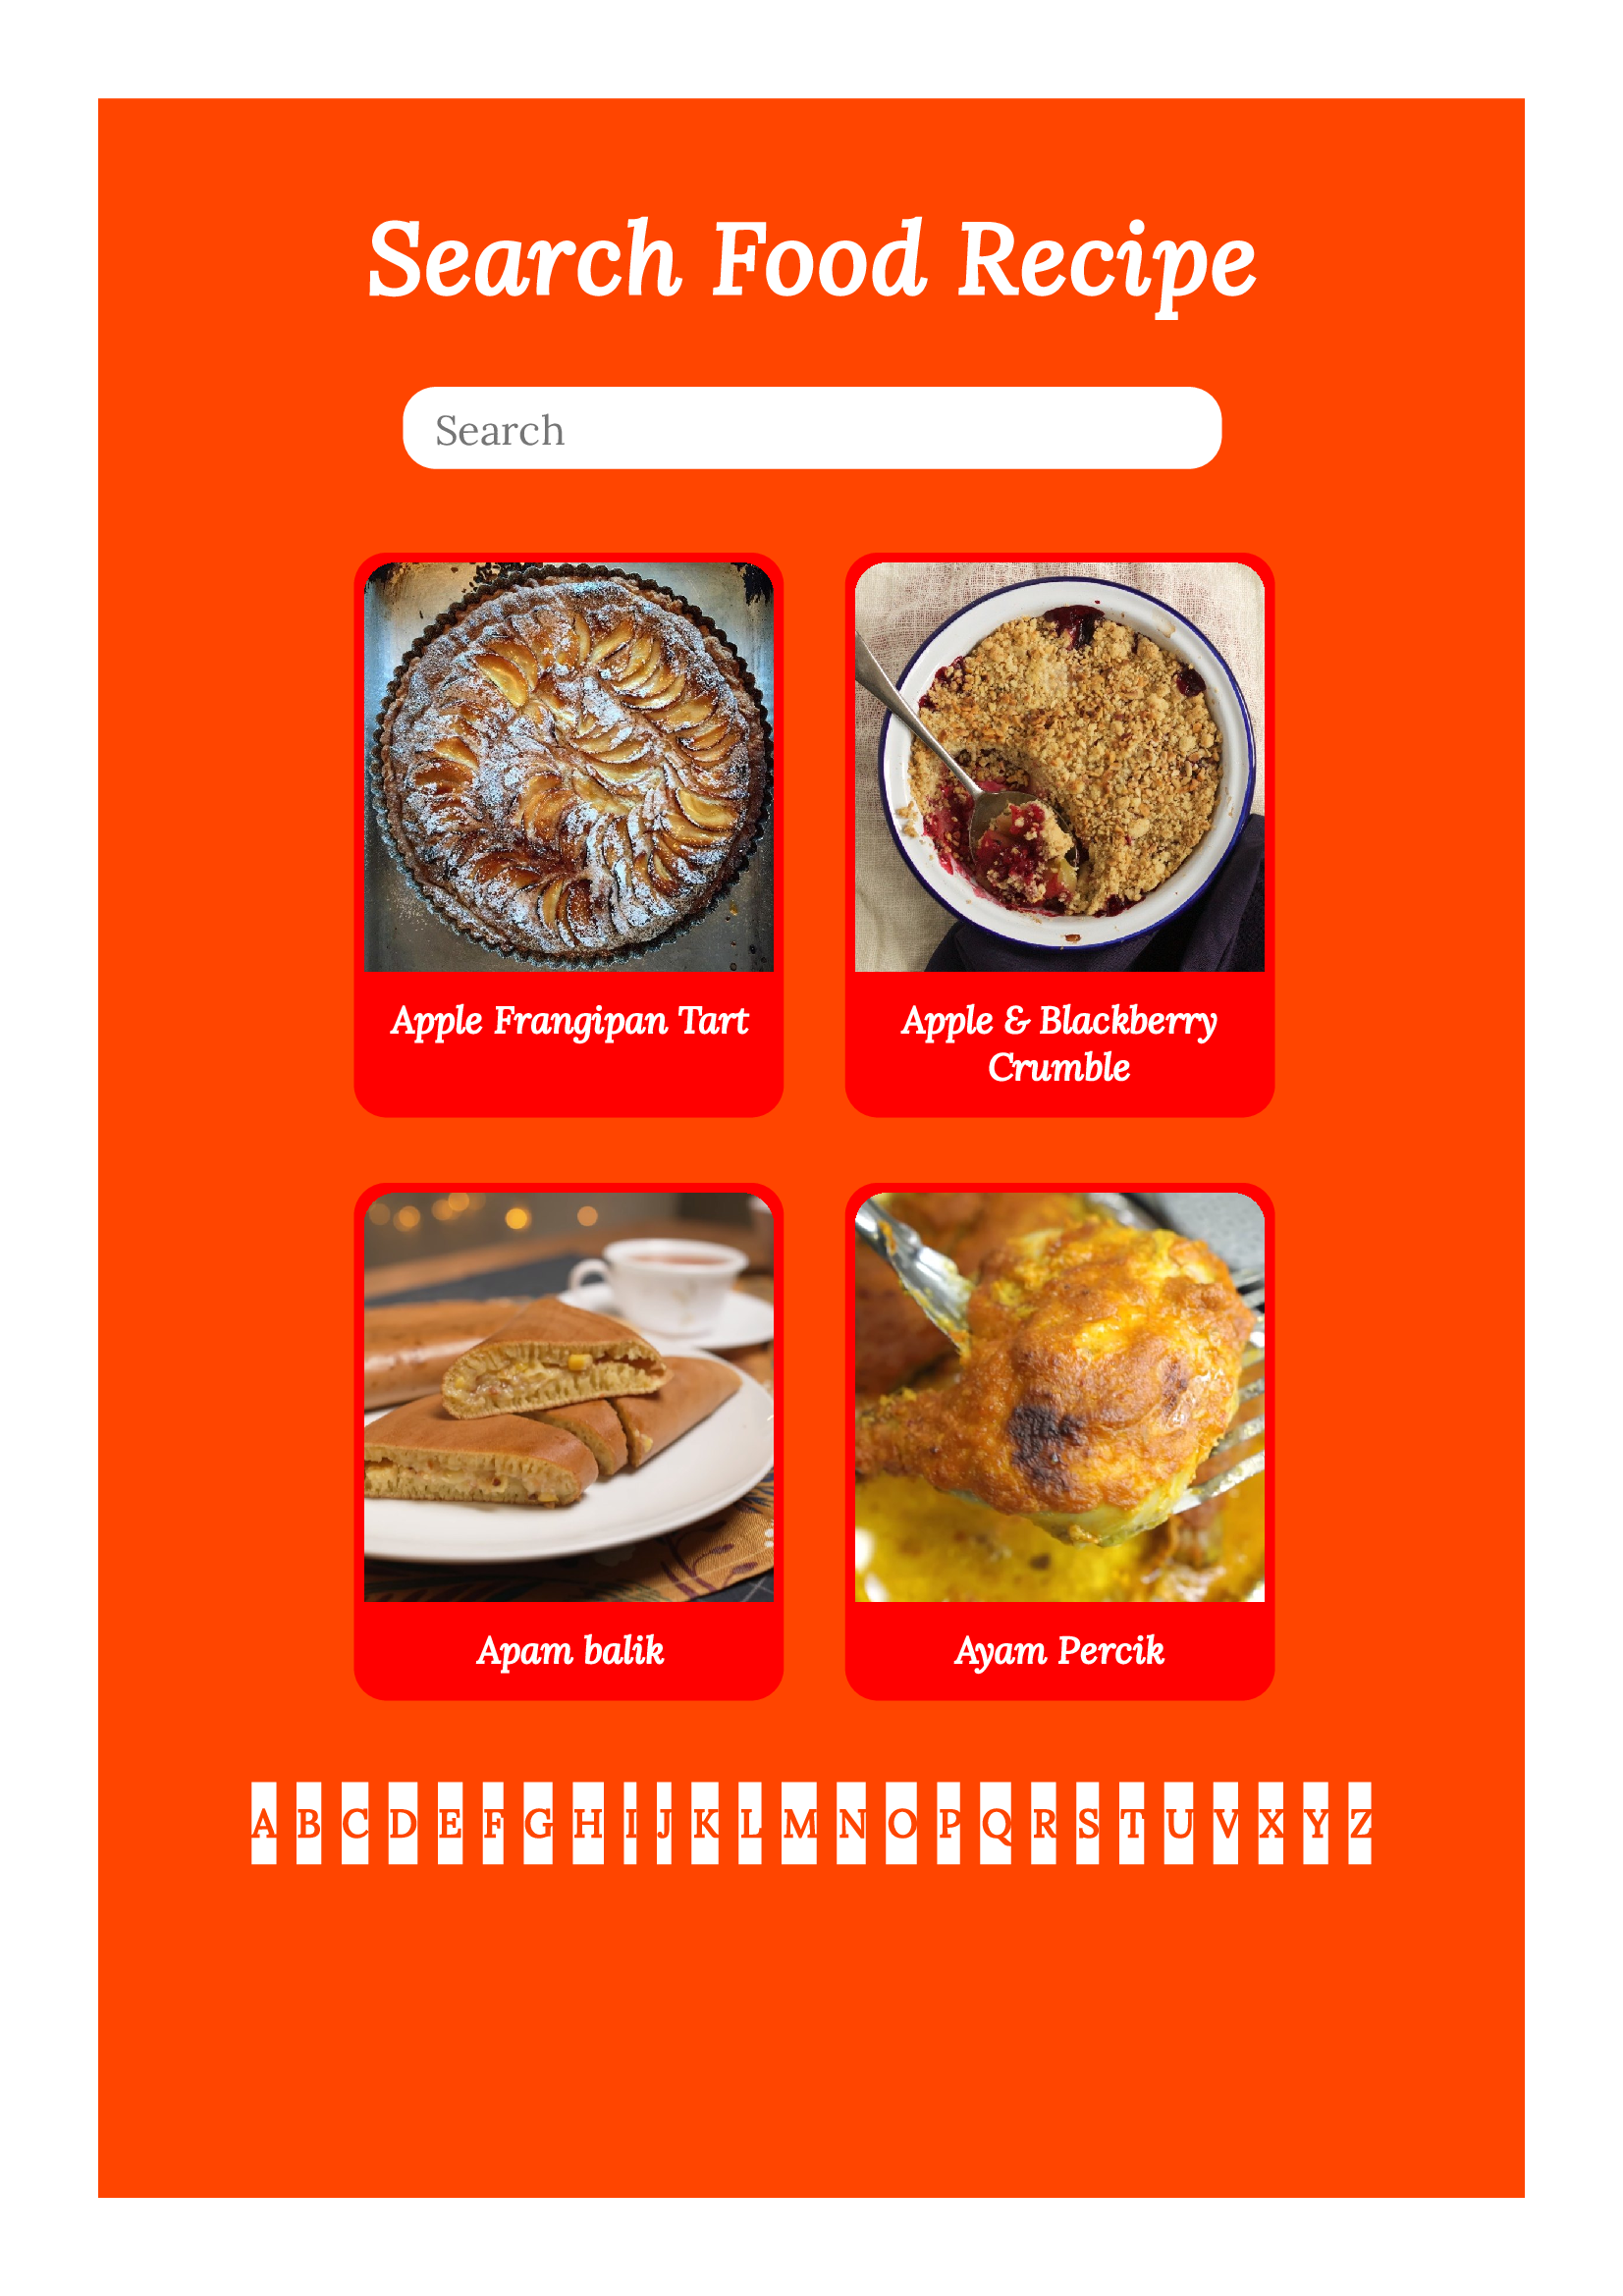 Search Food Recipe
Search
Apple Frangipan Tart
Apple & Blackberry
Crumble
Apam balik
Ayam Percik
A B C D E F G H I J K L M N O P Q R S T U V X Y Z